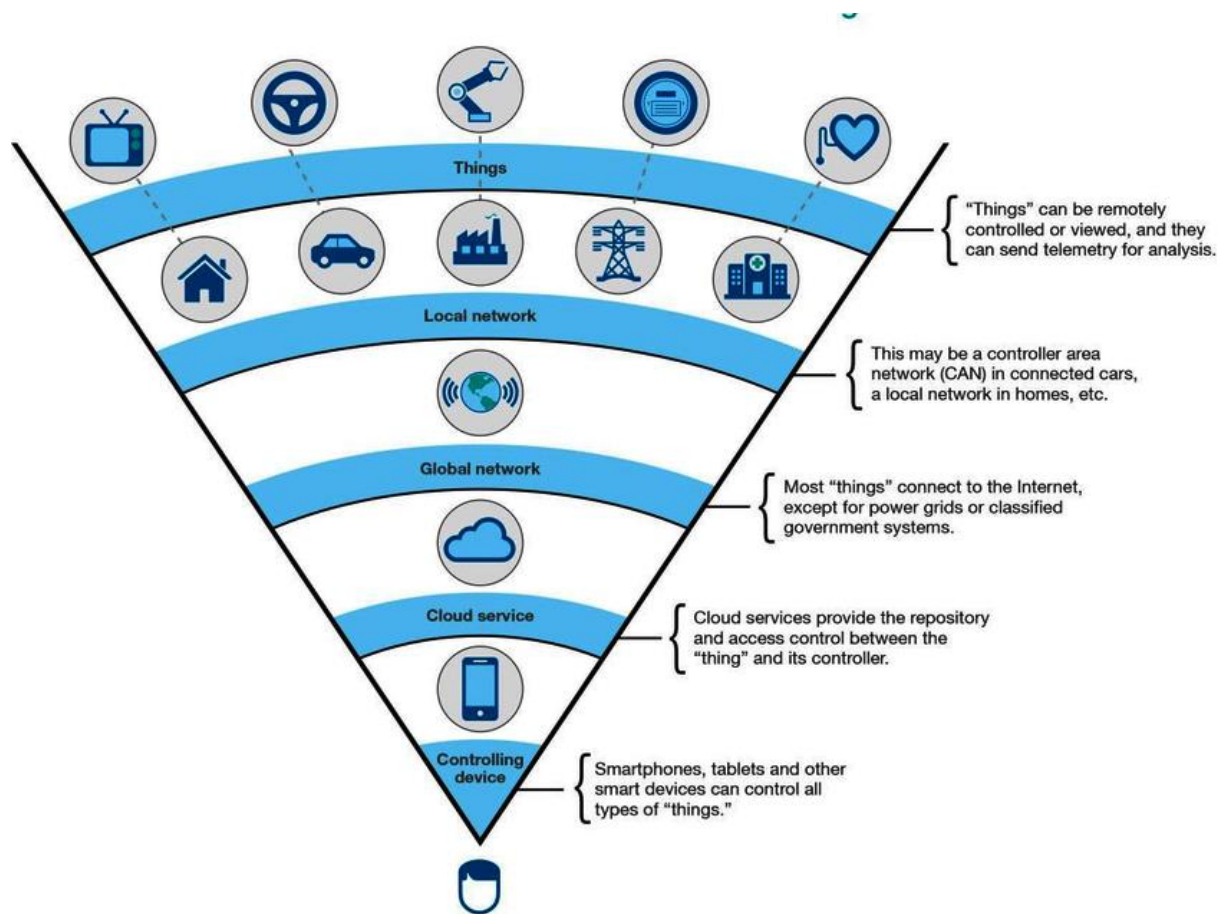 Things
"Things" can be remotely
controlled or viewed, and they
can send telemetry for analysis.
Local network
This may be a controller area
network (CAN) in connected cars,
a local network in homes, etc.
Global network
Most "things" connect to the Internet,
except for power grids or classified
government systems.
Cloud service
Cloud services provide the repository
and access control between the
"thing" and its controller.
Controlling
device
Smartphones, tablets and other
smart devices can control all
types of "things."